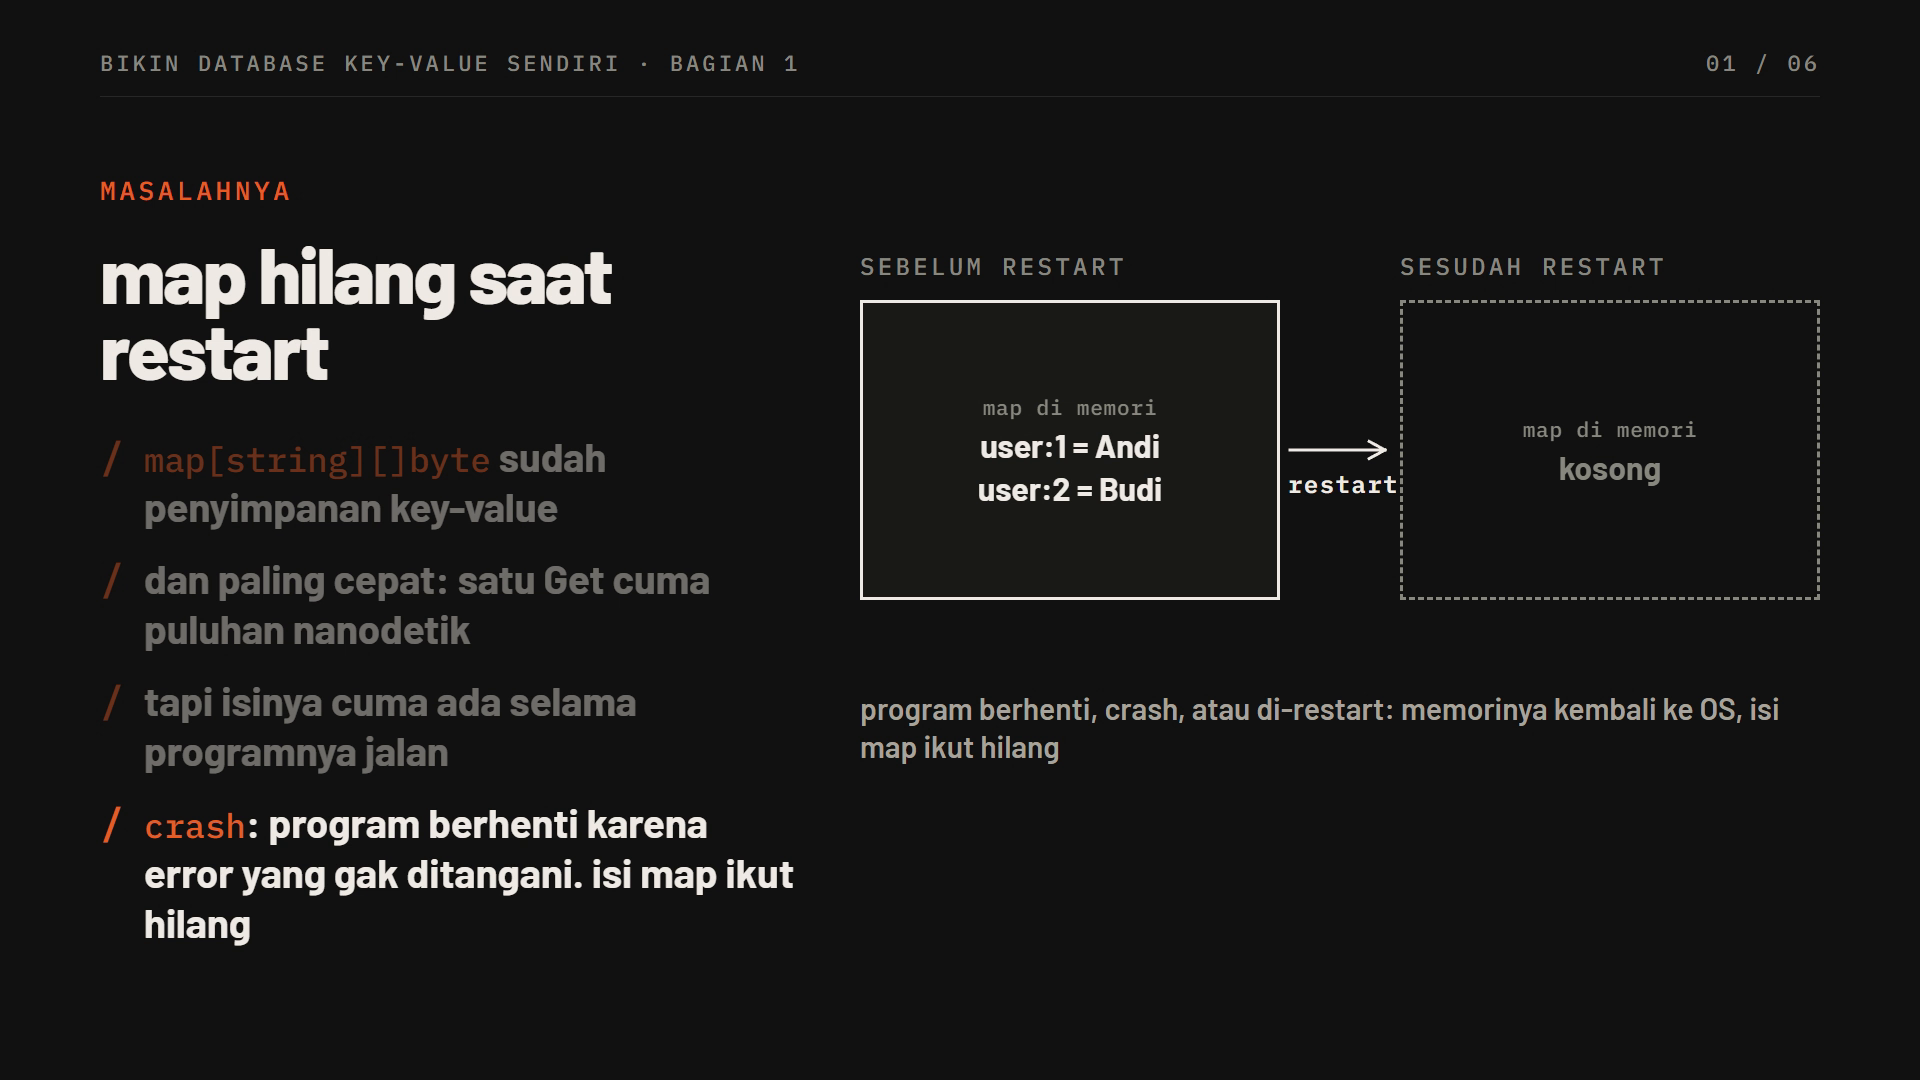 BIKIN DATABASE KEY-VALUE SENDIRI · BAGIAN 1
01 / 06
MASALAHNYA
map hilang saat
restart
/ map[string][]byte sudah
penyimpanan key-value
/ dan paling cepat: satu Get cuma
puluhan nanodetik
/ tapi isinya cuma ada selama
programnya jalan
/ crash: program berhenti karena
error yang gak ditangani. isi map ikut
hilang
SEBELUM RESTART
map di memori
user:1 = Andi
user:2 = Budi
restart
SESUDAH RESTART
map di memori
kosong
program berhenti, crash, atau di-restart: memorinya kembali ke OS, isi
map ikut hilang